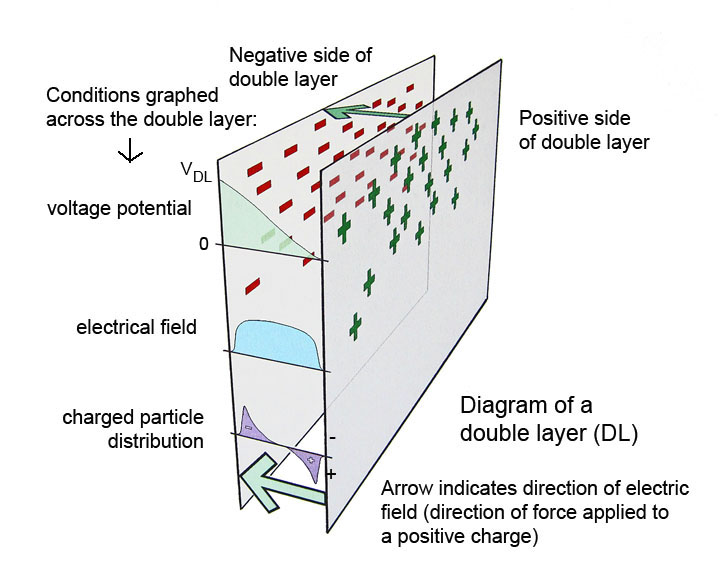 Negative side of
double layer
Conditions graphed
across the double layer:
Positive side
of double layer
V_DL
voltage potential
0
electrical field
charged particle
distribution
-
+
Diagram of a
double layer (DL)
Arrow indicates direction of electric
field (direction of force applied to
a positive charge)